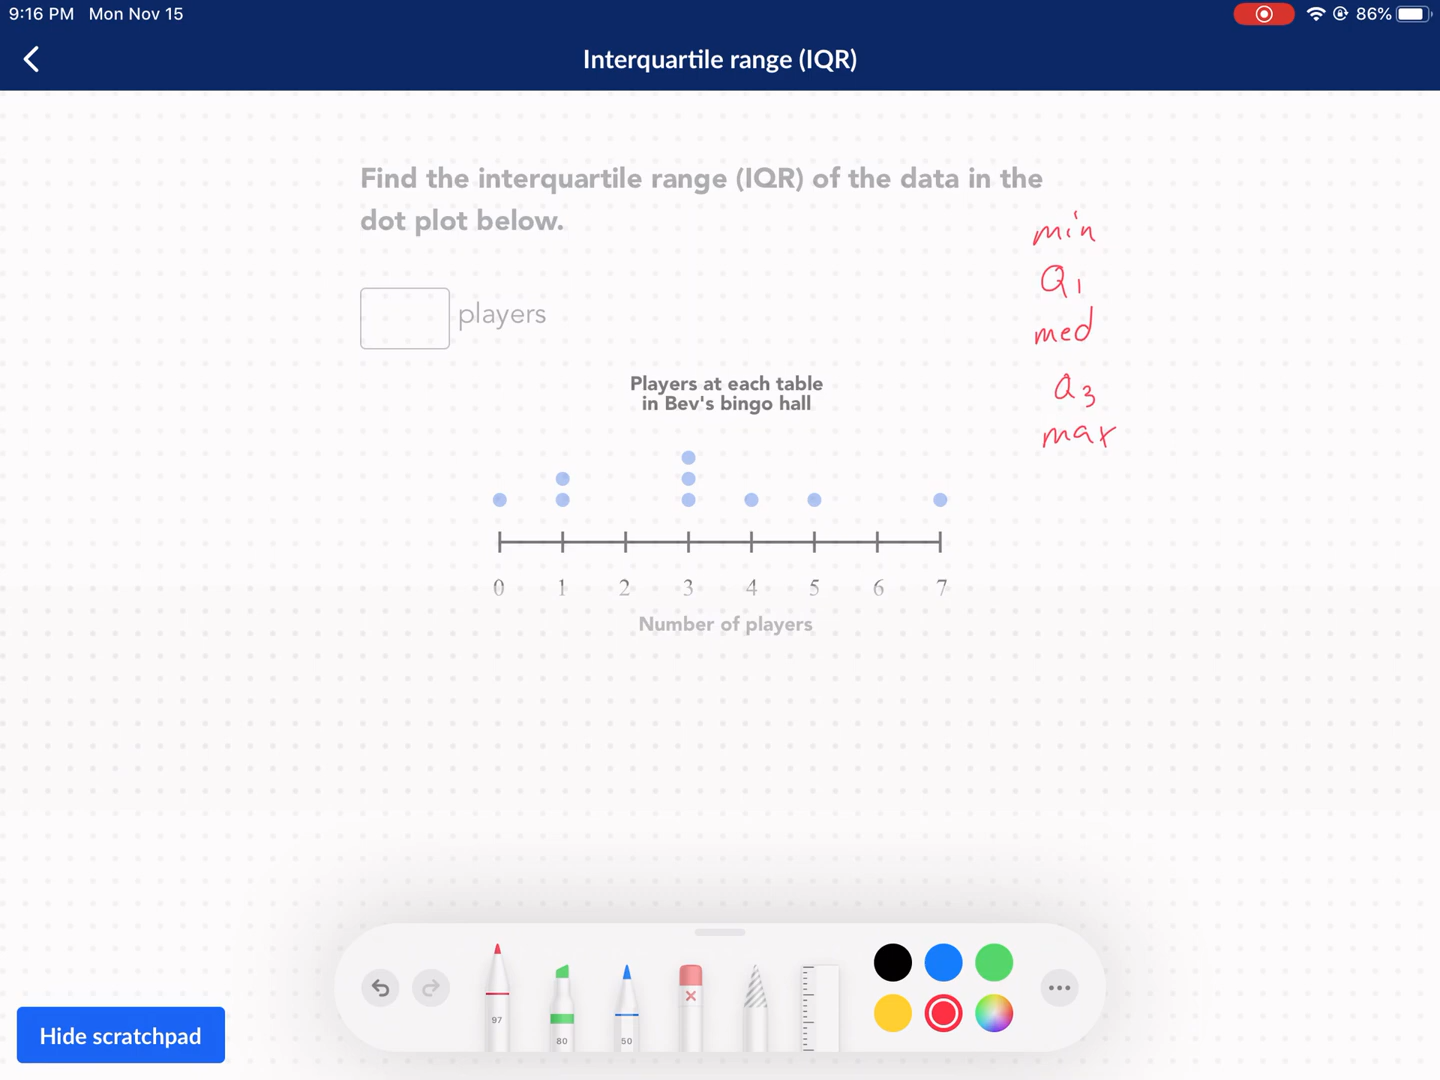 9:16 PM Mon Nov 15
86%
Interquartile range (IQR)
Find the interquartile range (IQR) of the data in the
dot plot below.
players
min
Q1
med
Q3
max
Players at each table
in Bev's bingo hall
0 1 2 3 4 5 6 7
Number of players
97 80 50
Hide scratchpad